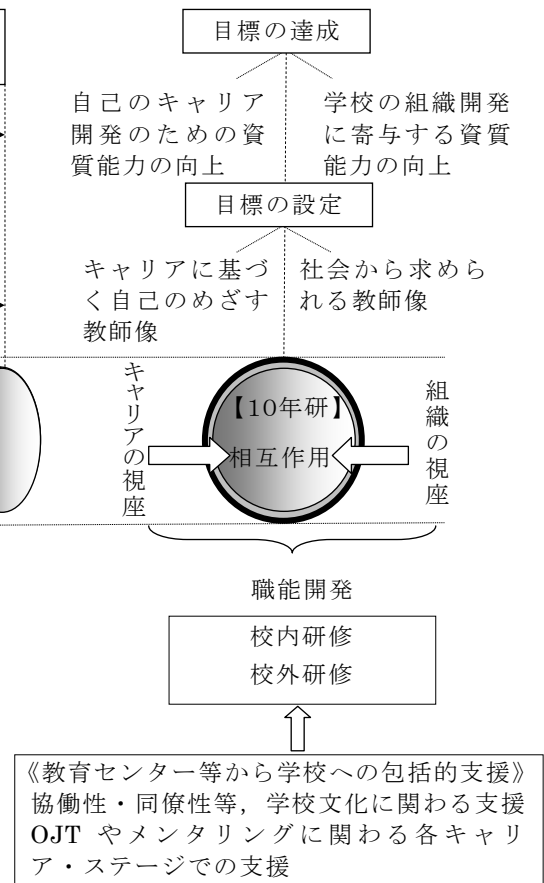 目標の達成
自己のキャリア
開発のための資
質能力の向上
学校の組織開発
に寄与する資質
能力の向上
目標の設定
キャリアに基づ
く自己のめざす
教師像
社会から求めら
れる教師像
キャリアの視座
【10年研】
相互作用
組織の視座
職能開発
校内研修
校外研修
《教育センター等から学校への包括的支援》
協働性・同僚性等，学校文化に関わる支援
OJT やメンタリングに関わる各キャリ
ア・ステージでの支援